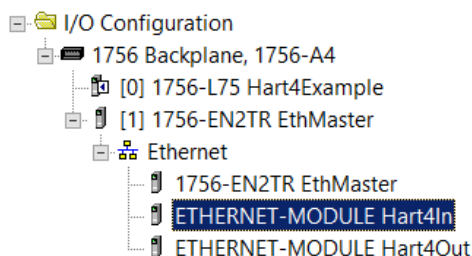 I/O Configuration
1756 Backplane, 1756-A4
[0] 1756-L75 Hart4Example
[1] 1756-EN2TR EthMaster
Ethernet
1756-EN2TR EthMaster
ETHERNET-MODULE Hart4In
ETHERNET-MODULE Hart4Out